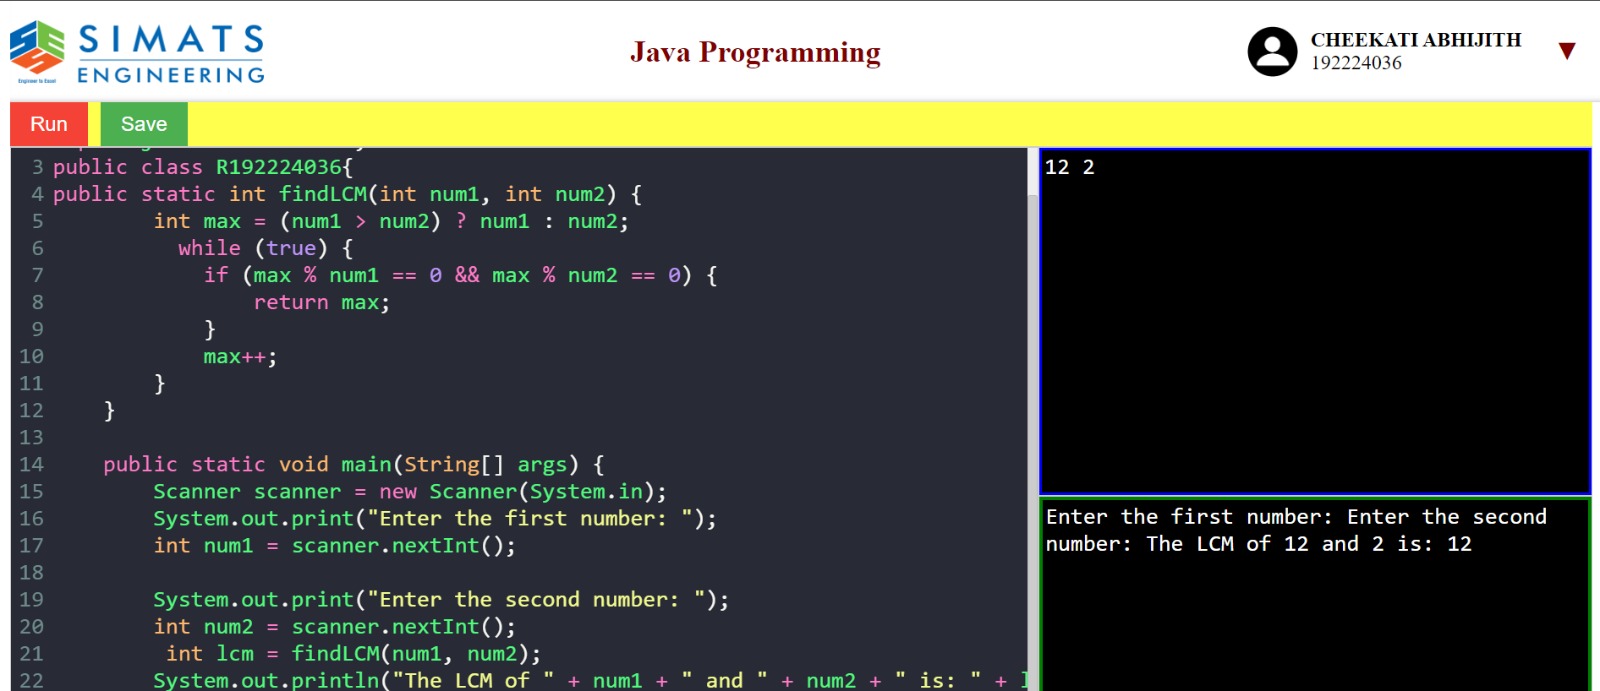 SIMATS
ENGINEERING
Engineer to Excel
Java Programming
CHEEKATI ABHIJITH
192224036
▼
Run
Save
3 public class R192224036{
4 public static int findLCM(int num1, int num2) {
5 int max = (num1 > num2) ? num1 : num2;
6 while (true) {
7 if (max % num1 == 0 && max % num2 == 0) {
8 return max;
9 }
10 max++;
11 }
12 }
13
14 public static void main(String[] args) {
15 Scanner scanner = new Scanner(System.in);
16 System.out.print("Enter the first number: ");
17 int num1 = scanner.nextInt();
18
19 System.out.print("Enter the second number: ");
20 int num2 = scanner.nextInt();
21 int lcm = findLCM(num1, num2);
22 System.out.println("The LCM of " + num1 + " and " + num2 + " is: " +
12 2
Enter the first number: Enter the second
number: The LCM of 12 and 2 is: 12